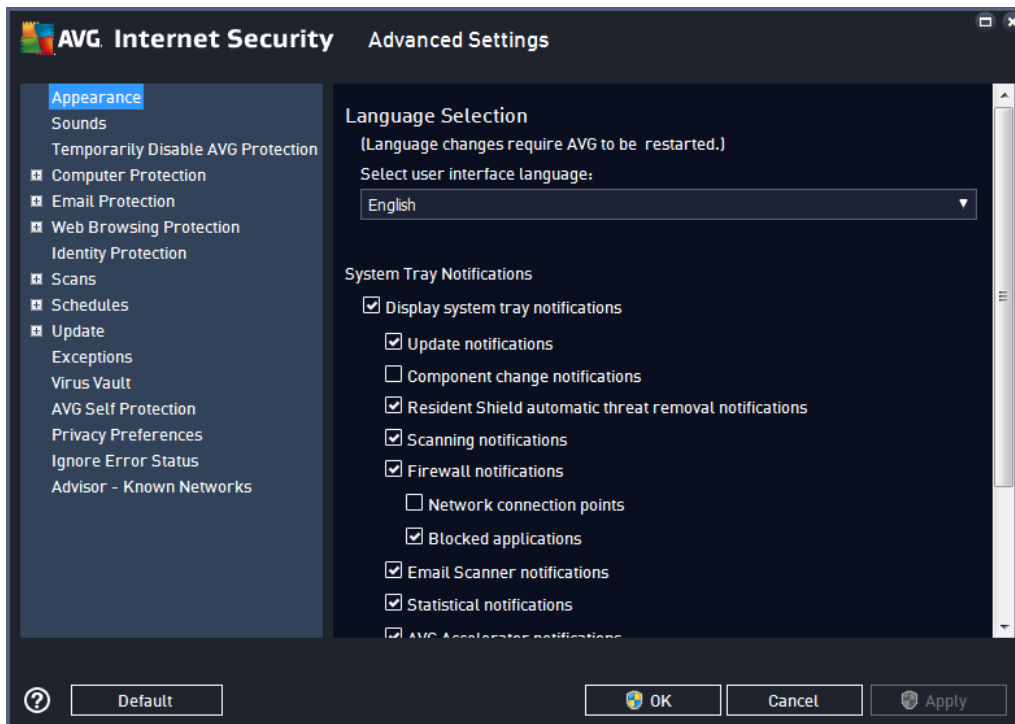 AVG. Internet Security Advanced Settings
Appearance
Sounds
Temporarily Disable AVG Protection
Computer Protection
Email Protection
Web Browsing Protection
Identity Protection
Scans
Schedules
Update
Exceptions
Virus Vault
AVG Self Protection
Privacy Preferences
Ignore Error Status
Advisor - Known Networks
Language Selection
(Language changes require AVG to be restarted.)
Select user interface language:
English
System Tray Notifications
Display system tray notifications
Update notifications
Component change notifications
Resident Shield automatic threat removal notifications
Scanning notifications
Firewall notifications
Network connection points
Blocked applications
Email Scanner notifications
Statistical notifications
AVG Accelerator notifications
Default
OK
Cancel
Apply